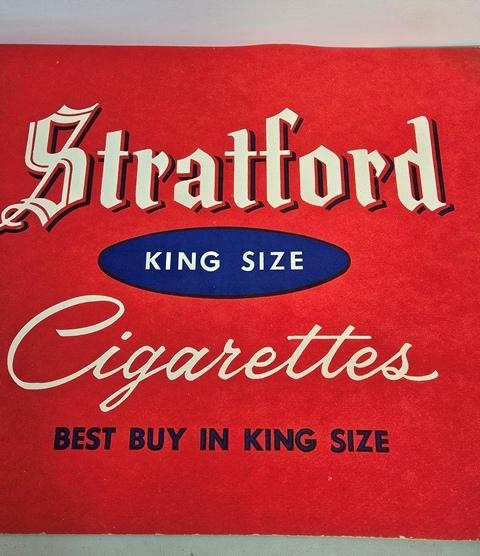 Stratford
KING SIZE
Cigarettes
BEST BUY IN KING SIZE